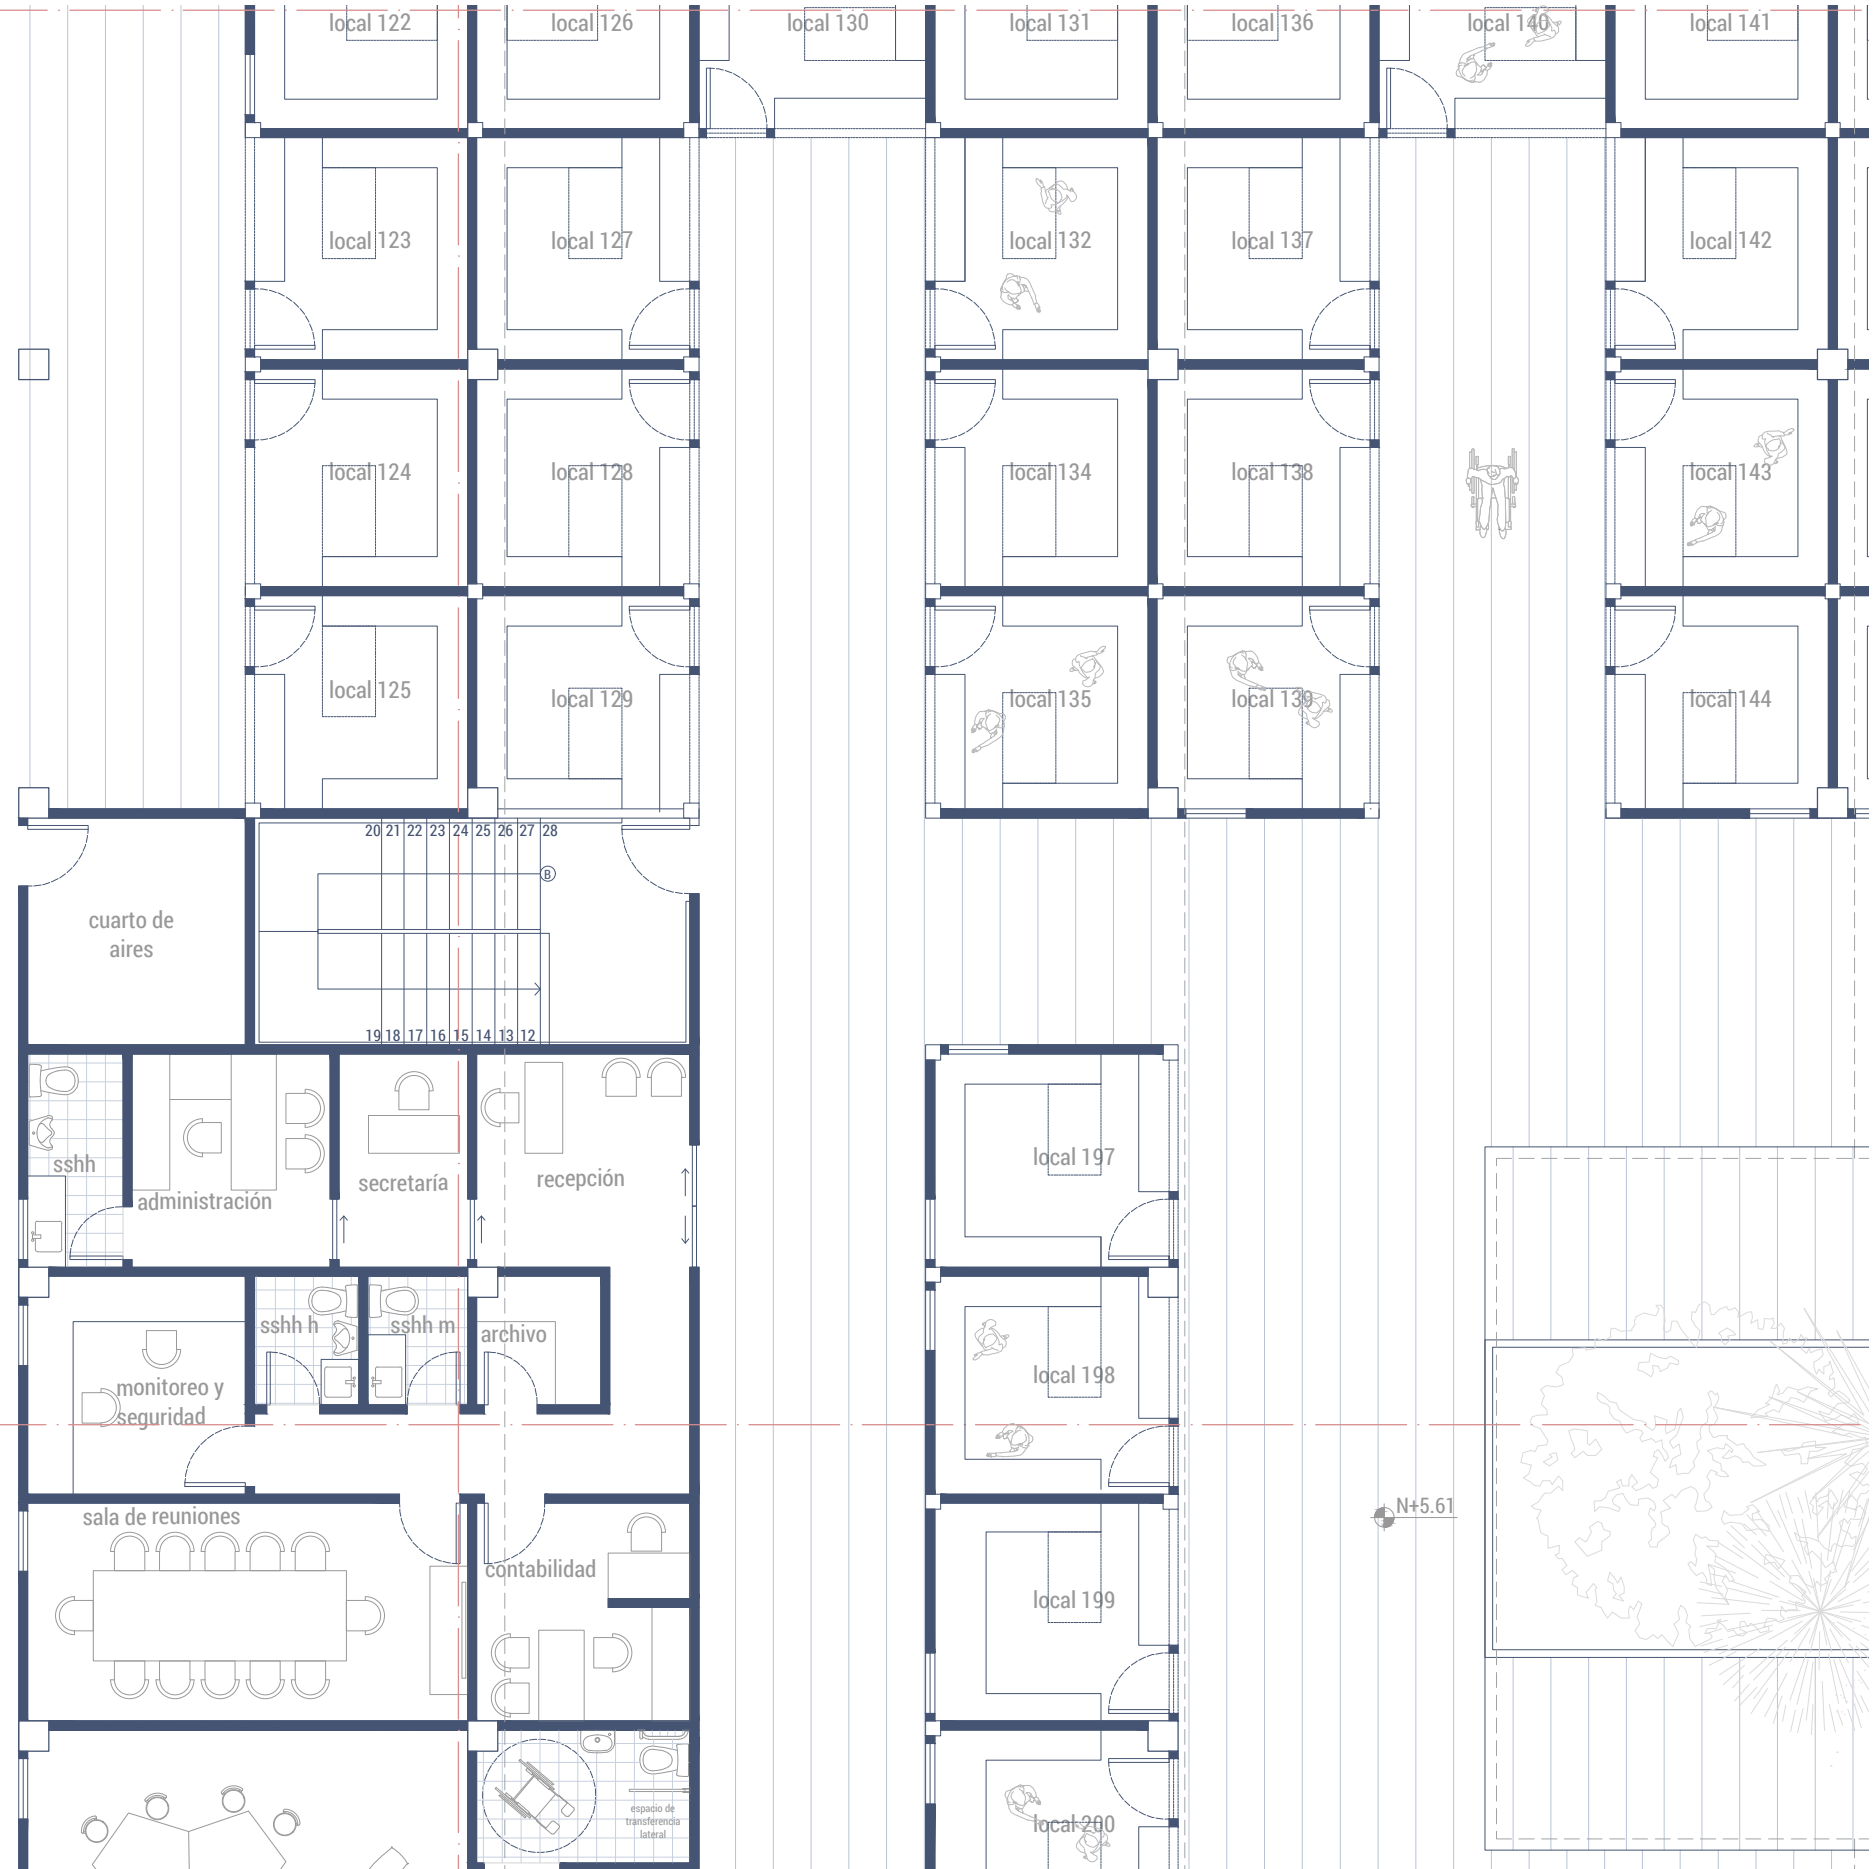 local 122
local 126
local 130
local 131
local 136
local 140
local 141
local 123
local 127
local 132
local 137
local 142
local 124
local 128
local 134
local 138
local 143
local 125
local 129
local 135
local 139
local 144
20 21 22 23 24 25 26 27 28
B
cuarto de
aires
19 18 17 16 15 14 13 12
sshh
administración
secretaría
recepción
local 197
sshh h
sshh m
archivo
monitoreo y
seguridad
local 198
N+5.61
sala de reuniones
contabilidad
local 199
espacio de
transferencia
lateral
local 200